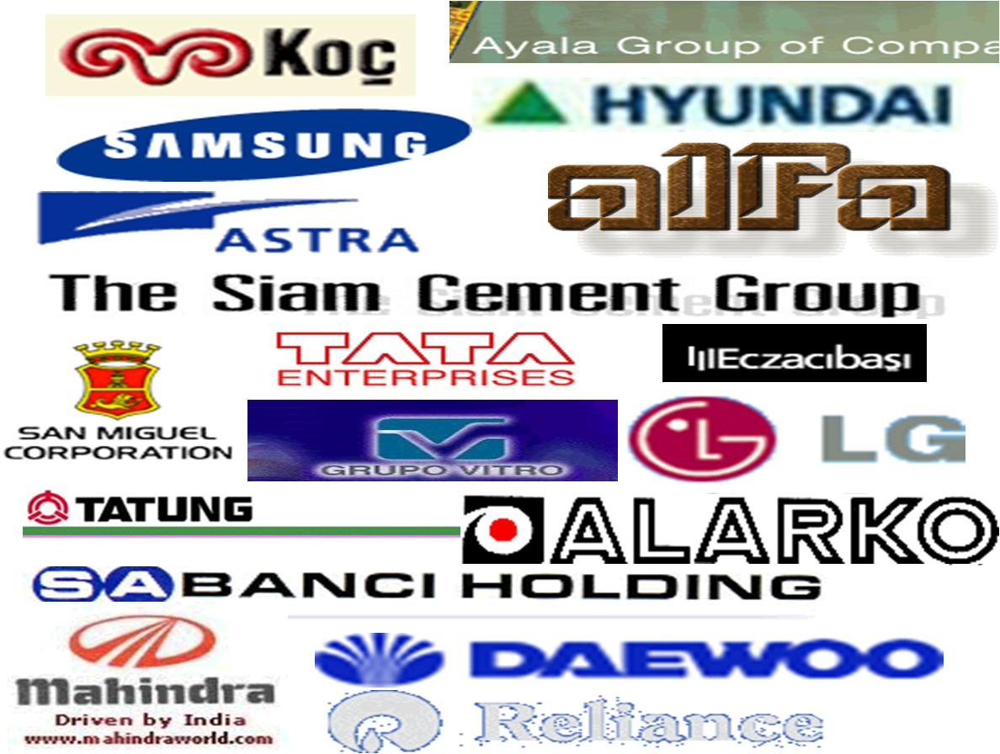 Koç
Ayala Group of Compa
HYUNDAI
SAMSUNG
alfa
ASTRA
The Siam Cement Group
TATA
ENTERPRISES
Eczacıbaşı
SAN MIGUEL
CORPORATION
GRUPO VITRO
LG
TATUNG
ALARKO
SABANCI HOLDING
mahindra
Driven by India
www.mahindraworld.com
DAEWOO
Reliance